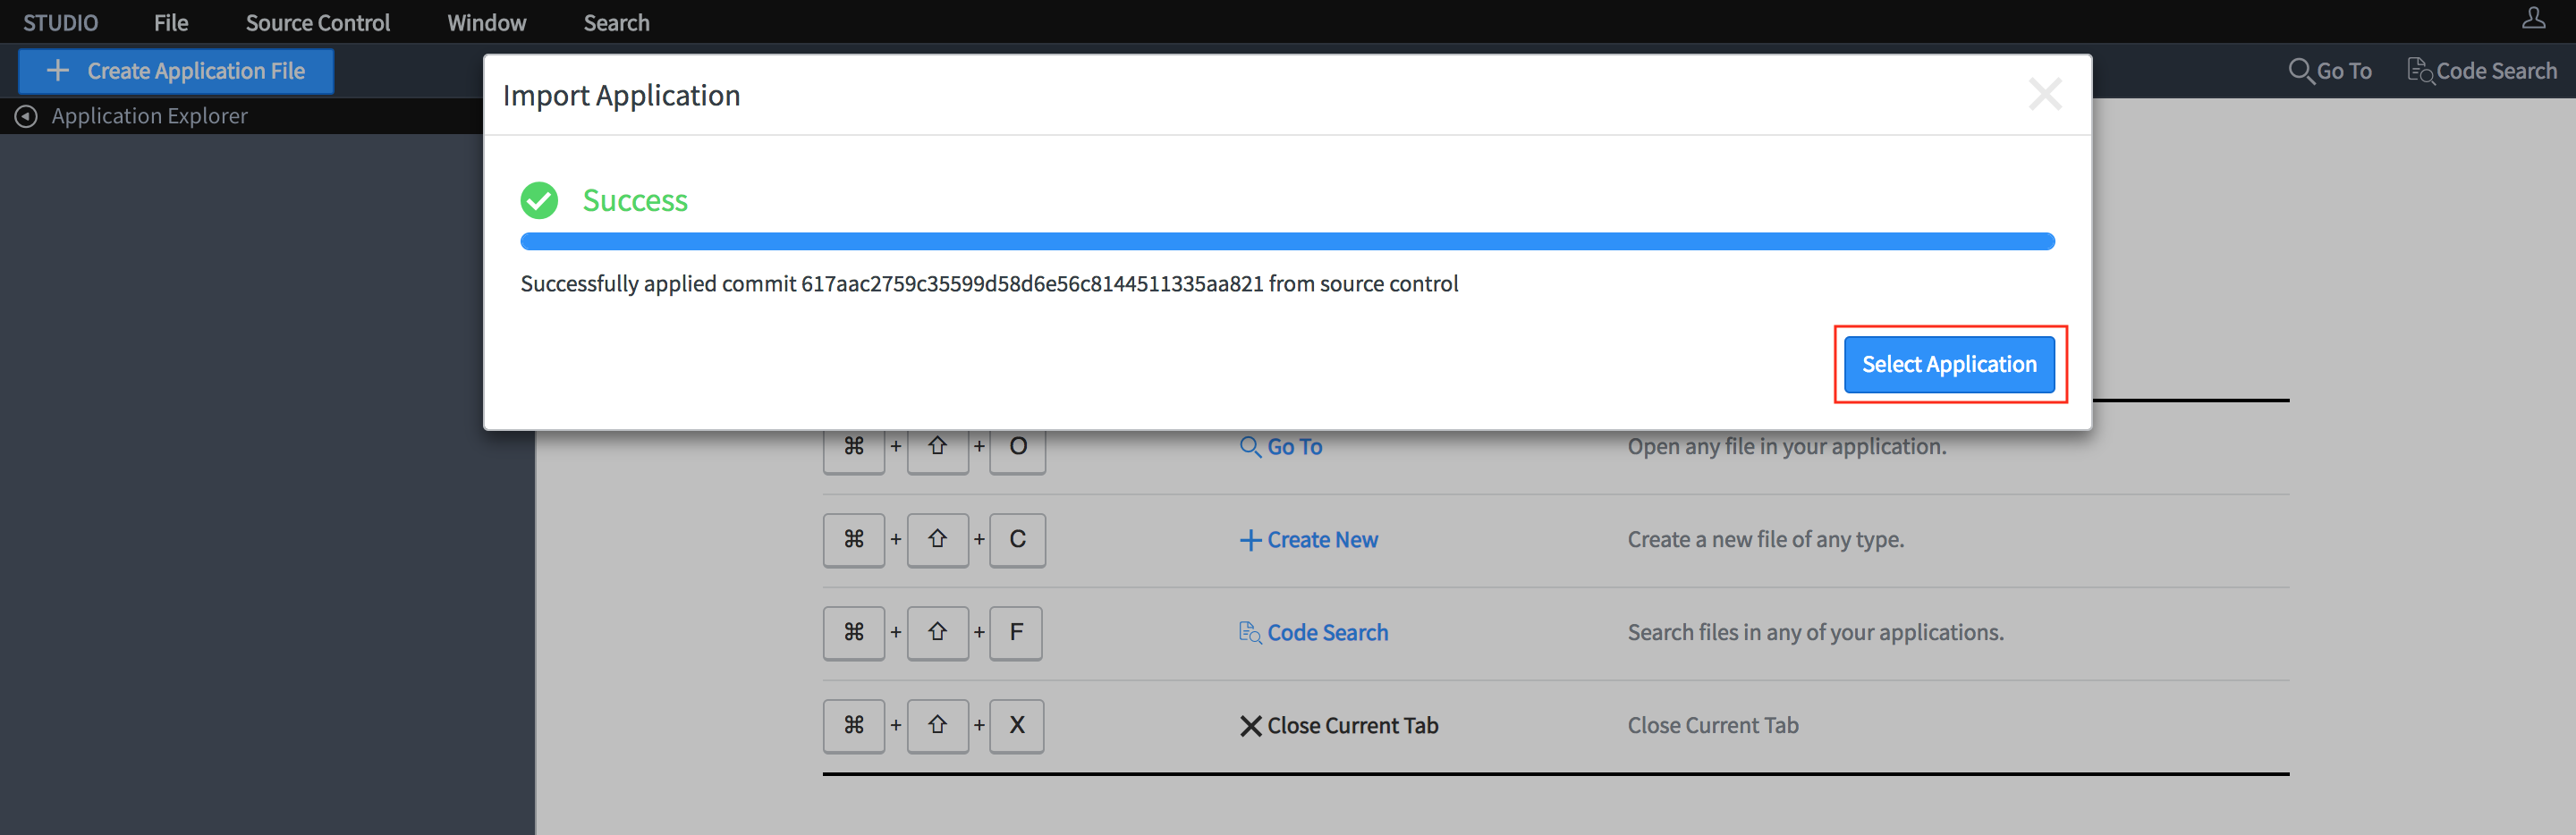 STUDIO File Source Control Window Search
+ Create Application File Go To Code Search
Application Explorer
Import Application
Success
Successfully applied commit 617aac2759c35599d58d6e56c8144511335aa821 from source control
Select Application
⌘ + ⇧ + O Go To Open any file in your application.
⌘ + ⇧ + C + Create New Create a new file of any type.
⌘ + ⇧ + F Code Search Search files in any of your applications.
⌘ + ⇧ + X Close Current Tab Close Current Tab